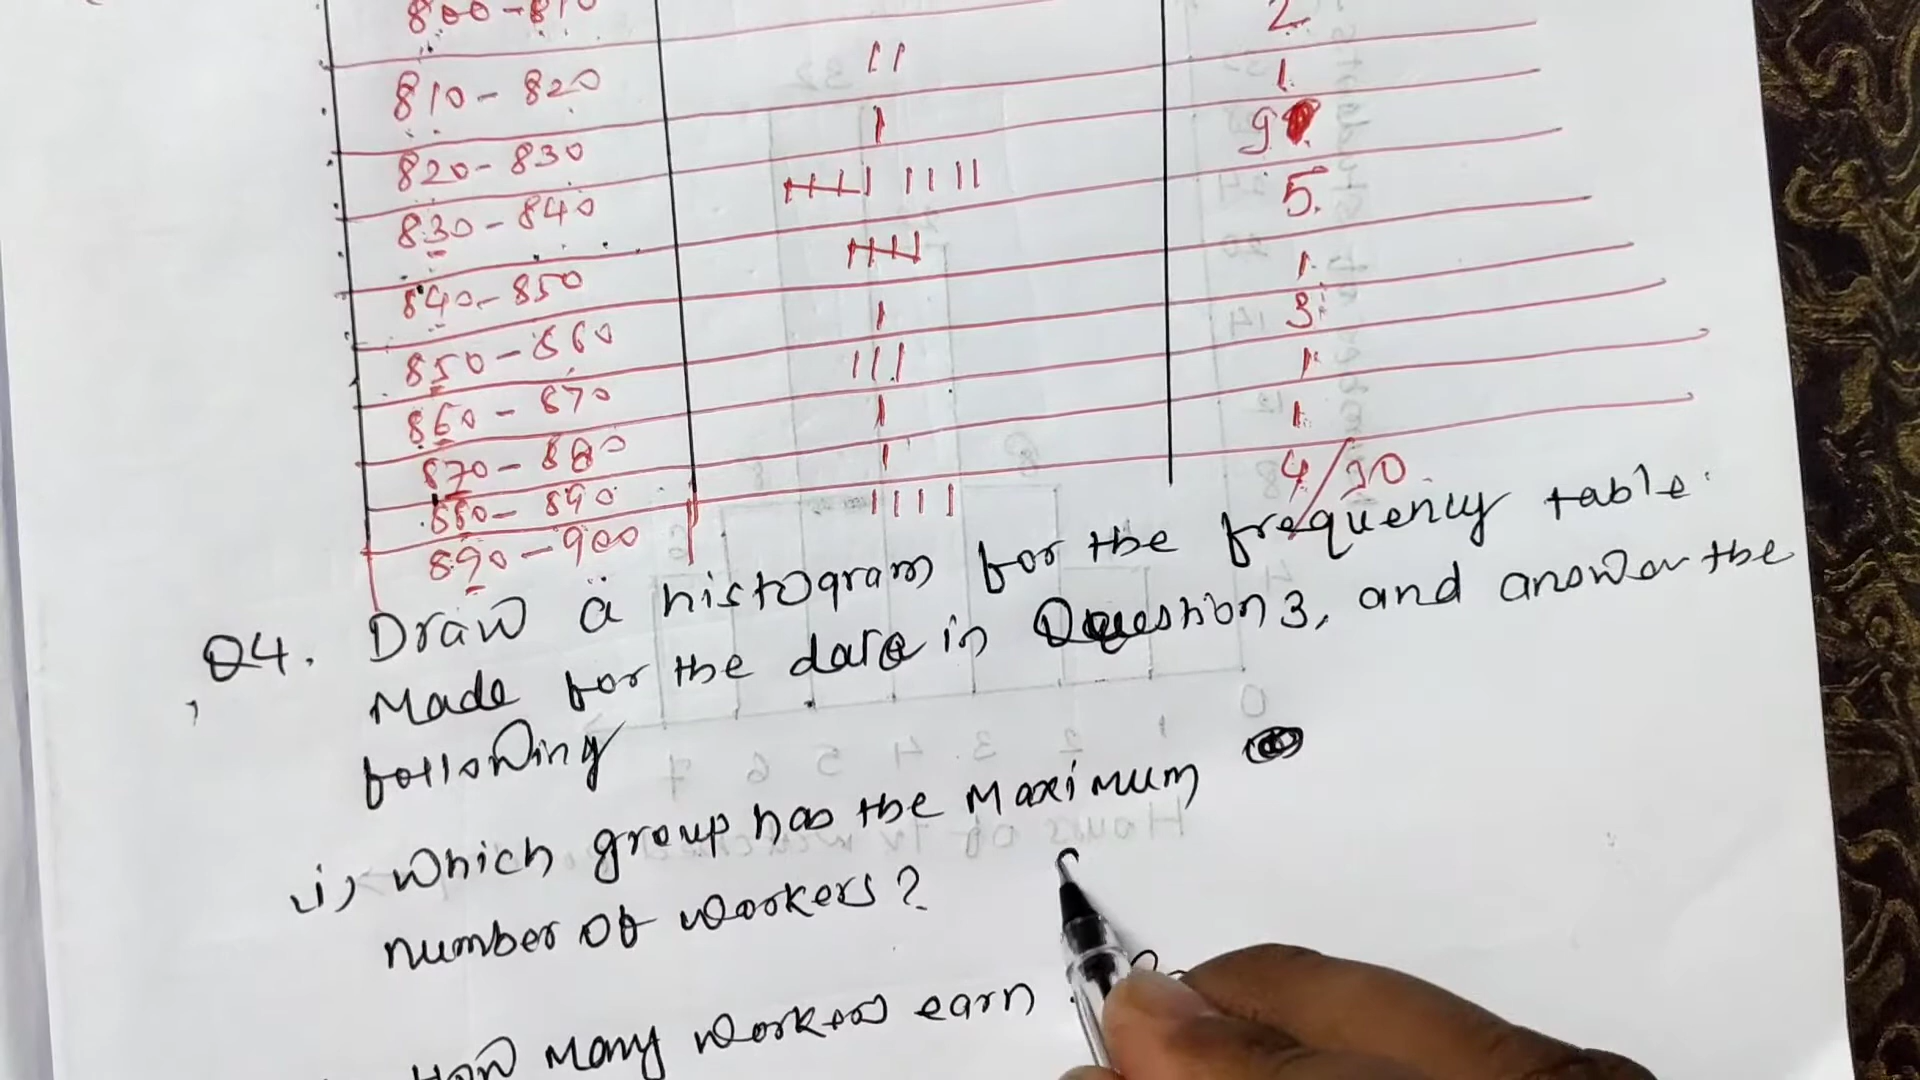 800-810
810-820 || 2
820-830 | 1
830-840 |||| |||| 9
840-850 |||| 5
850-860 | 1
860-870 ||| 3
870-880 | 1
880-890 | 1
890-900 |||| 4/30
Q4. Draw a histogram for the frequency table.
Made for the data in Question 3, and answer the
following
i) Which group has the Maximum
number of workers?
How Many workers earn